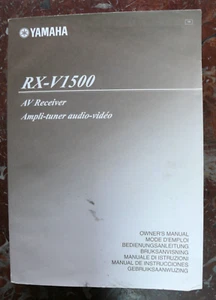 YAMAHA
RX-V1500
AV Receiver
Ampli-tuner audio-vidéo
OWNER'S MANUAL
MODE D'EMPLOI
BEDIENUNGSANLEITUNG
BRUKSANVISNING
MANUALE DI ISTRUZIONI
MANUAL DE INSTRUCCIONES
GEBRUIKSAANWIJZING